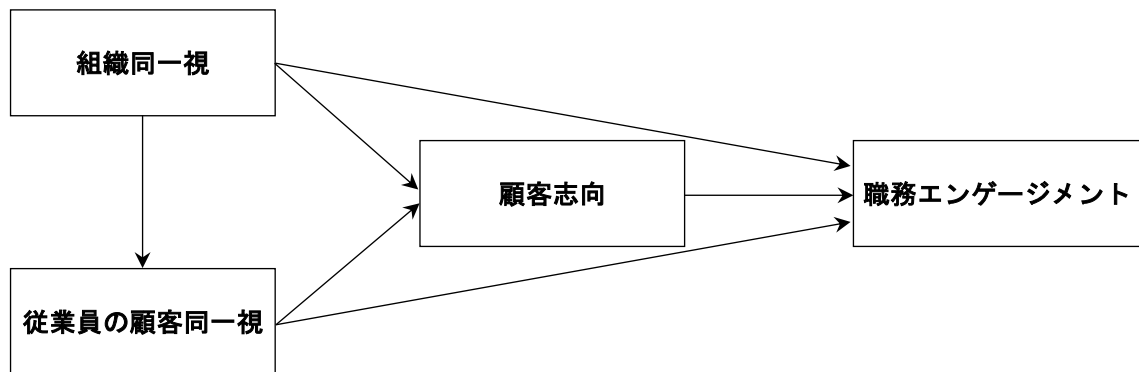 組織同一視
顧客志向
職務エンゲージメント
従業員の顧客同一視